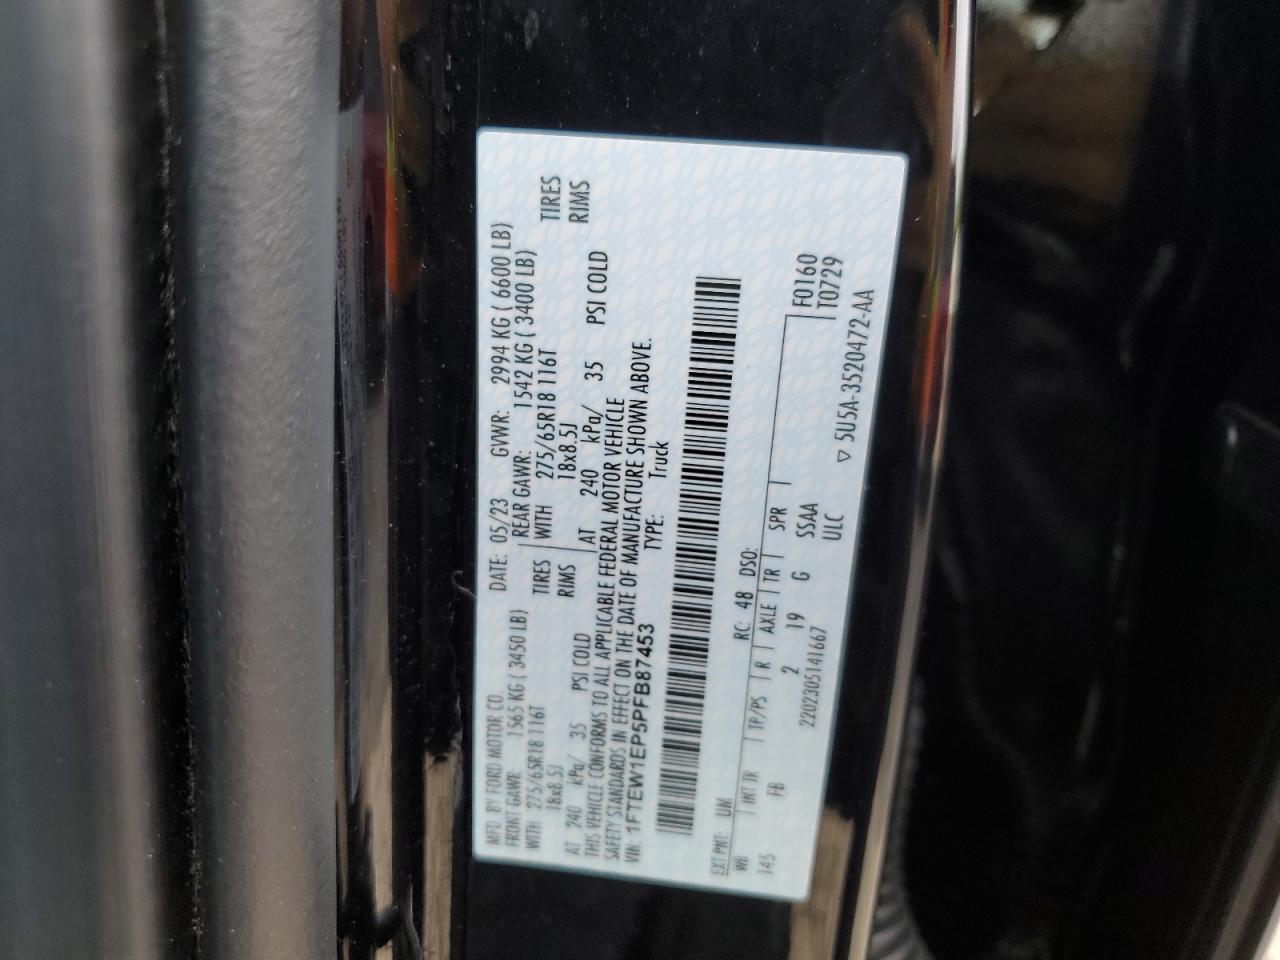 MFD. BY FORD MOTOR CO. DATE: 05/23 GVWR: 2994 KG ( 6600 LB)
FRONT GAWR: 1565 KG ( 3450 LB) REAR GAWR: 1542 KG ( 3400 LB)
WITH 275/65R18 116T TIRES WITH 275/65R18 116T TIRES
18x8.5J RIMS 18x8.5J RIMS
AT 240 kPa/ 35 PSI COLD AT 240 kPa/ 35 PSI COLD
THIS VEHICLE CONFORMS TO ALL APPLICABLE FEDERAL MOTOR VEHICLE
SAFETY STANDARDS IN EFFECT ON THE DATE OF MANUFACTURE SHOWN ABOVE.
VIN: 1FTEW1EP5PFB87453 TYPE: Truck
EXT PNT: UM RC: 48 DSO:
WB INT TR TP/PS R AXLE TR SPR F0160
145 FB 2 19 G SSAA T0729
2202305141667 ULC
▽ 5U5A-3520472-AA